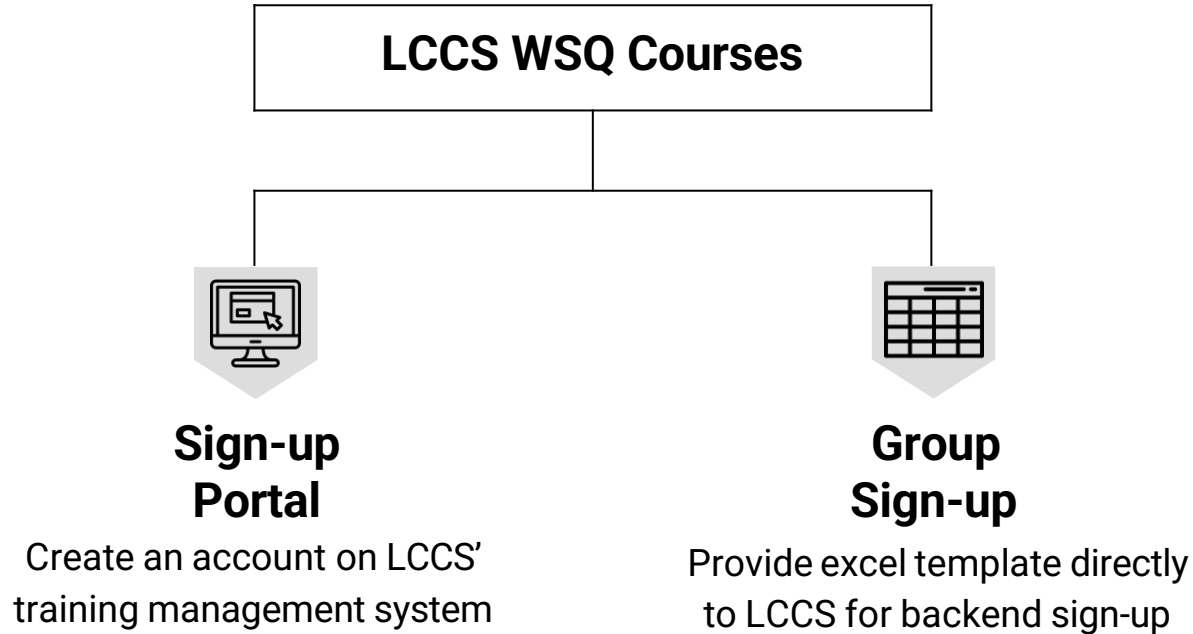 LCCS WSQ Courses
Sign-up
Portal
Create an account on LCCS’
training management system
Group
Sign-up
Provide excel template directly
to LCCS for backend sign-up